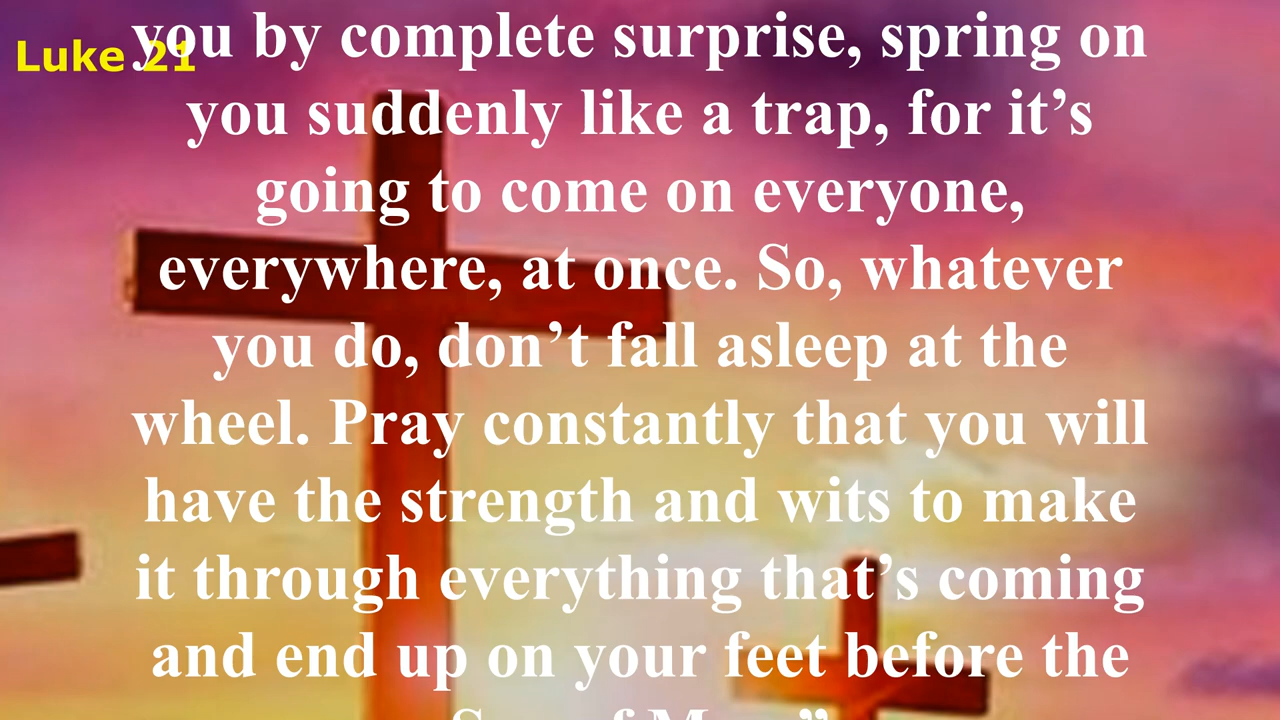 Luke 21
you by complete surprise, spring on
you suddenly like a trap, for it’s
going to come on everyone,
everywhere, at once. So, whatever
you do, don’t fall asleep at the
wheel. Pray constantly that you will
have the strength and wits to make
it through everything that’s coming
and end up on your feet before the